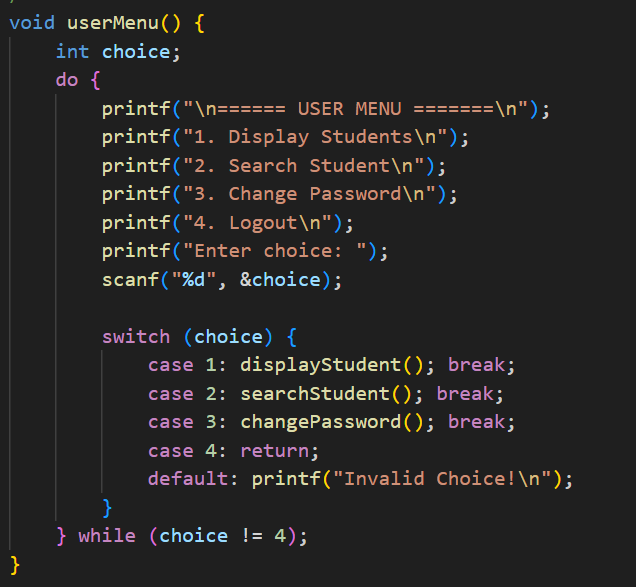 void userMenu() {
    int choice;
    do {
        printf("\n====== USER MENU =======\n");
        printf("1. Display Students\n");
        printf("2. Search Student\n");
        printf("3. Change Password\n");
        printf("4. Logout\n");
        printf("Enter choice: ");
        scanf("%d", &choice);

        switch (choice) {
            case 1: displayStudent(); break;
            case 2: searchStudent(); break;
            case 3: changePassword(); break;
            case 4: return;
            default: printf("Invalid Choice!\n");
        }
    } while (choice != 4);
}